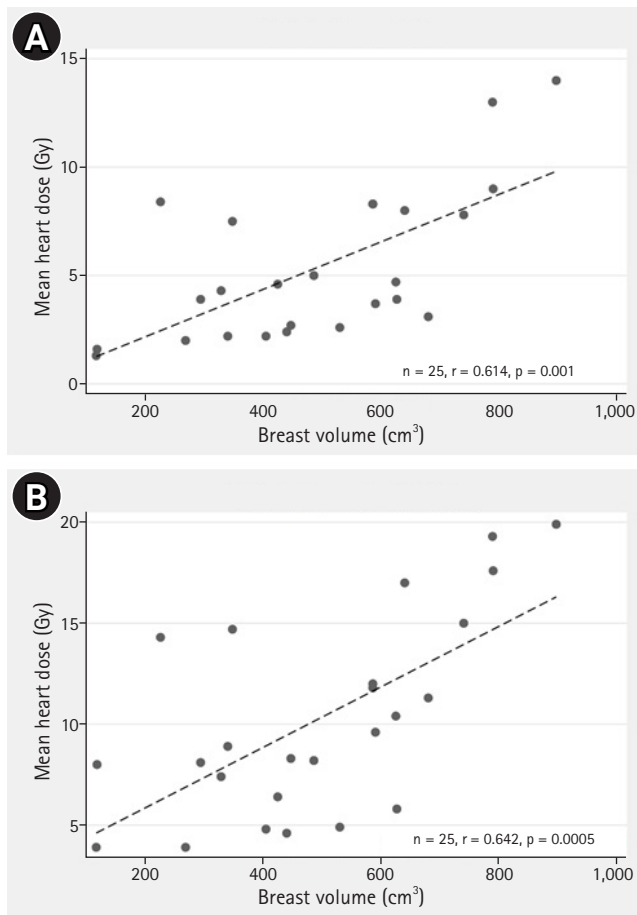 A
Mean heart dose (Gy)
15
10
5
0
n = 25, r = 0.614, p = 0.001
200 400 600 800 1,000
Breast volume (cm³)
B
Mean heart dose (Gy)
20
15
10
5
n = 25, r = 0.642, p = 0.0005
200 400 600 800 1,000
Breast volume (cm³)